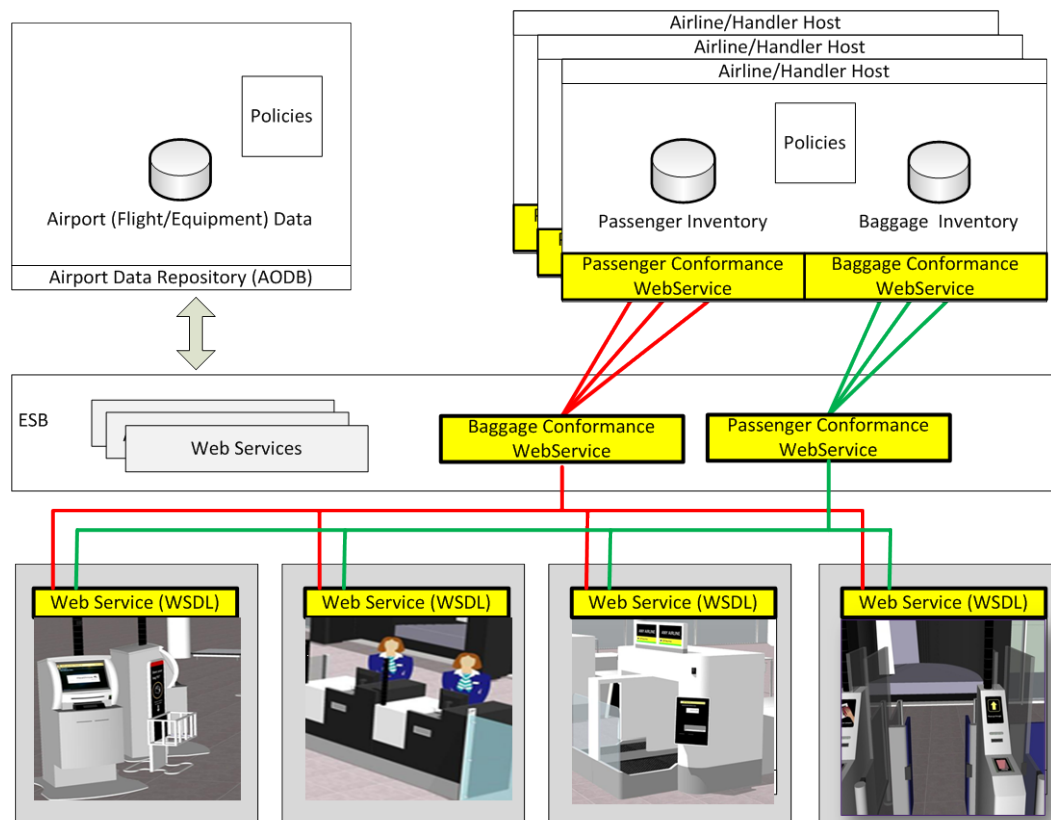 Airline/Handler Host
Airline/Handler Host
Airline/Handler Host
Policies
Policies
Airport (Flight/Equipment) Data
Passenger Inventory
Baggage Inventory
Airport Data Repository (AODB)
Passenger Conformance
WebService
Baggage Conformance
WebService
ESB
Web Services
Baggage Conformance
WebService
Passenger Conformance
WebService
Web Service (WSDL)
Web Service (WSDL)
Web Service (WSDL)
Web Service (WSDL)